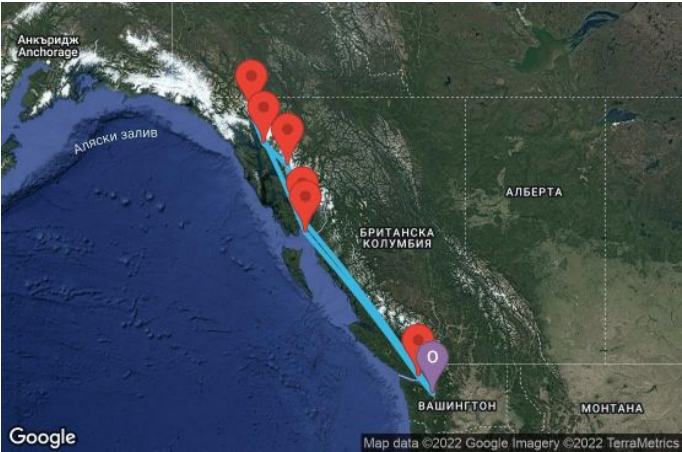 Анкъридж
Anchorage
Аляски залив
АЛБЕРТА
БРИТАНСКА
КОЛУМБИЯ
O
ВАШИНГТОН
МОНТАНА
Google
Map data ©2022 Google Imagery ©2022 TerraMetrics